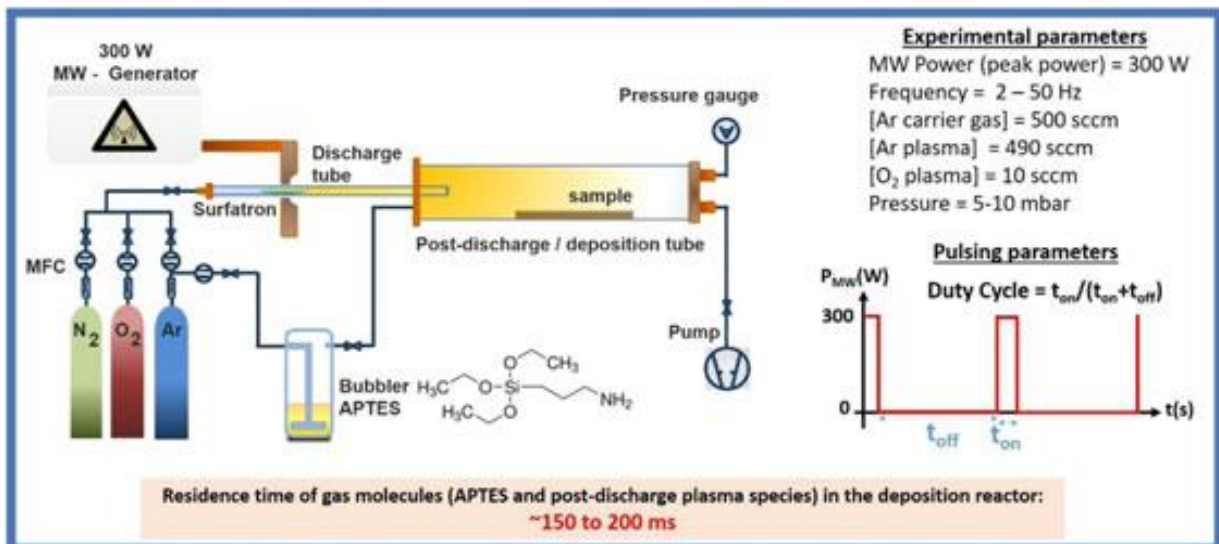 300 W
MW - Generator
Discharge
tube
Surfatron
MFC
N2
O2
Ar
Bubbler
APTES
H3C
O
CH3
O
Si
NH2
H3C
O
Pressure gauge
sample
Post-discharge / deposition tube
Pump
Experimental parameters
MW Power (peak power) = 300 W
Frequency = 2 – 50 Hz
[Ar carrier gas] = 500 sccm
[Ar plasma] = 490 sccm
[O2 plasma] = 10 sccm
Pressure = 5-10 mbar
Pulsing parameters
PMW(W)
Duty Cycle = ton/(ton+toff)
300
0
t(s)
toff
ton
Residence time of gas molecules (APTES and post-discharge plasma species) in the deposition reactor:
~150 to 200 ms